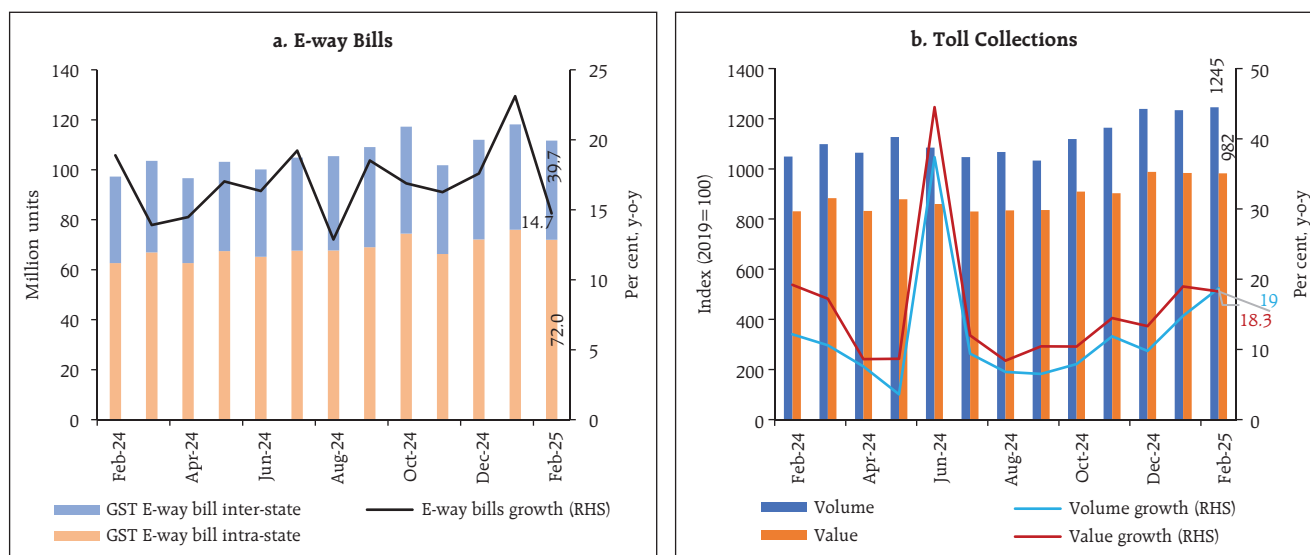 a. E-way Bills
140
120
100
80
60
40
20
0
Million units
25
20
15
10
5
0
Per cent, y-o-y
39.7
14.7
72.0
Feb-24
Apr-24
Jun-24
Aug-24
Oct-24
Dec-24
Feb-25
GST E-way bill inter-state
E-way bills growth (RHS)
GST E-way bill intra-state
b. Toll Collections
1400
1200
1000
800
600
400
200
0
Index (2019=100)
50
40
30
20
10
0
Per cent, y-o-y
1245
982
19
18.3
Feb-24
Apr-24
Jun-24
Aug-24
Oct-24
Dec-24
Feb-25
Volume
Volume growth (RHS)
Value
Value growth (RHS)